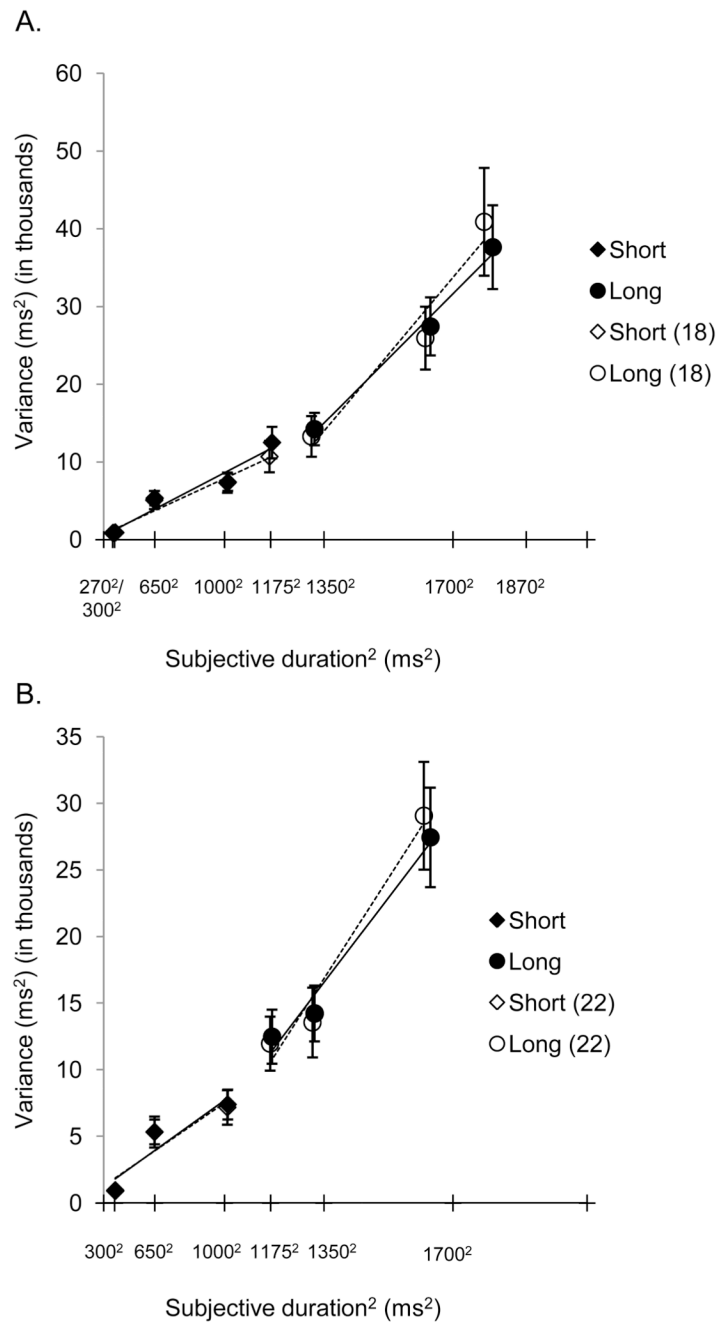 A.
60
50
40
30
20
10
0
Variance (ms²) (in thousands)
270²/
300²
650²
1000²
1175²
1350²
1700²
1870²
Subjective duration² (ms²)
Short
Long
Short (18)
Long (18)
B.
35
30
25
20
15
10
5
0
Variance (ms²) (in thousands)
300²
650²
1000²
1175²
1350²
1700²
Subjective duration² (ms²)
Short
Long
Short (22)
Long (22)